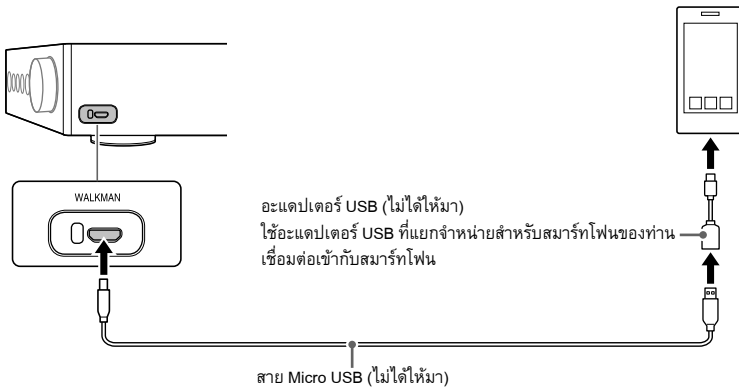 WALKMAN
อะแดปเตอร์ USB (ไม่ได้ให้มา)
ใช้อะแดปเตอร์ USB ที่แยกจำหน่ายสำหรับสมาร์ทโฟนของท่าน
เชื่อมต่อเข้ากับสมาร์ทโฟน
สาย Micro USB (ไม่ได้ให้มา)